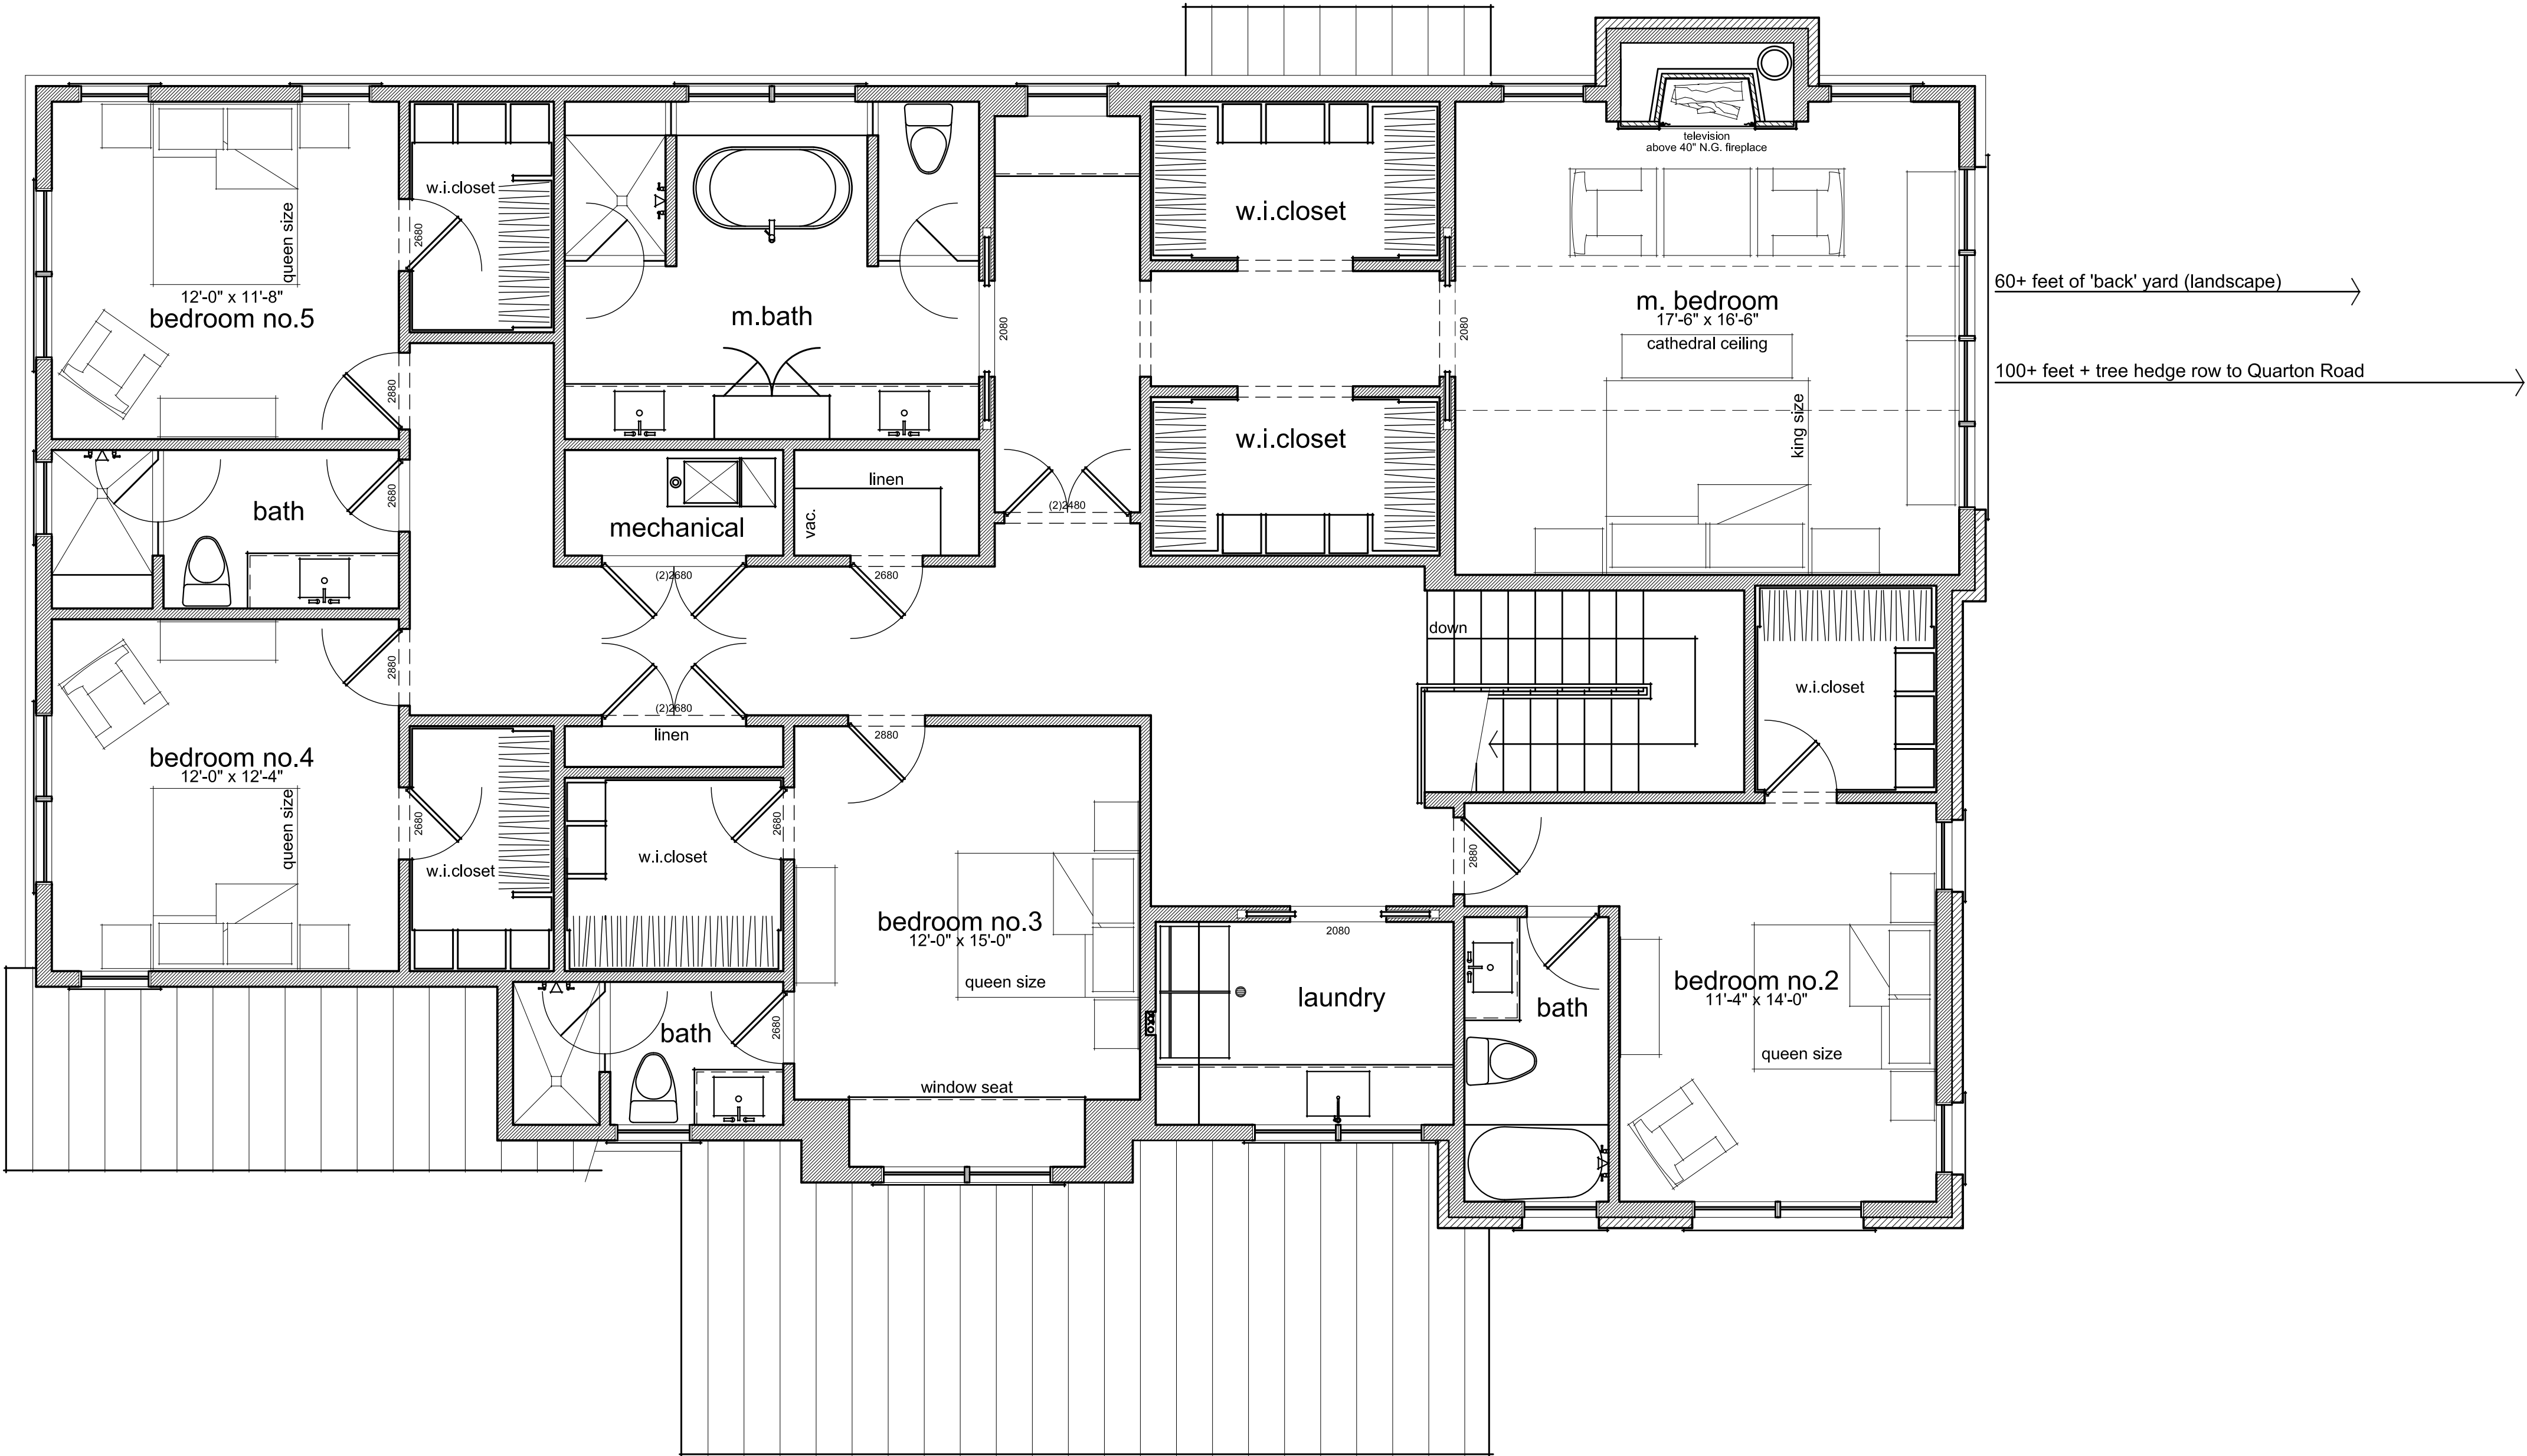 television
above 40" N.G. fireplace
w.i.closet
2680
queen size
12'-0" x 11'-8"
bedroom no.5
2880
m.bath
2080
w.i.closet
2080
m. bedroom
17'-6" x 16'-6"
cathedral ceiling
king size
60+ feet of 'back' yard (landscape)
100+ feet + tree hedge row to Quarton Road
w.i.closet
bath
2680
mechanical
(2)2680
linen
vac.
2680
(2)2480
down
w.i.closet
2880
bedroom no.4
12'-0" x 12'-4"
queen size
2680
w.i.closet
(2)2680
linen
2880
w.i.closet
2680
bedroom no.3
12'-0" x 15'-0"
queen size
window seat
bath
2680
2080
laundry
2880
bath
bedroom no.2
11'-4" x 14'-0"
queen size